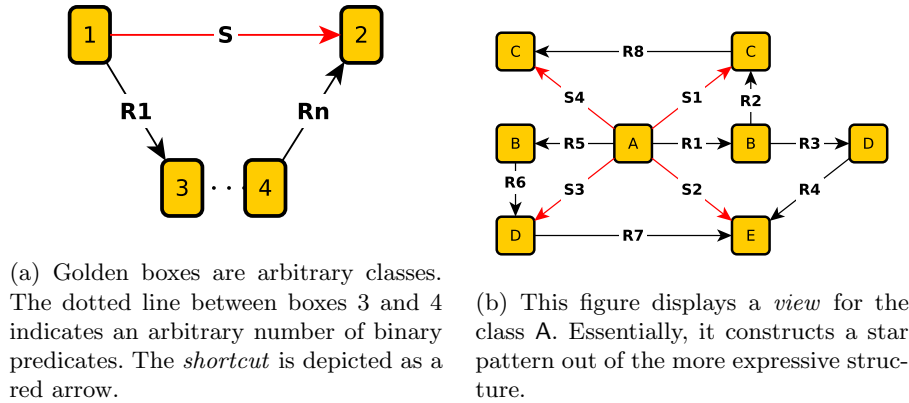 1
S
2
R1
Rn
3
4
(a) Golden boxes are arbitrary classes.
The dotted line between boxes 3 and 4
indicates an arbitrary number of binary
predicates. The shortcut is depicted as a
red arrow.
C
R8
C
S4
S1
R2
B
R5
A
R1
B
R3
D
R6
S3
S2
R4
D
R7
E
(b) This figure displays a view for the
class A. Essentially, it constructs a star
pattern out of the more expressive struc-
ture.